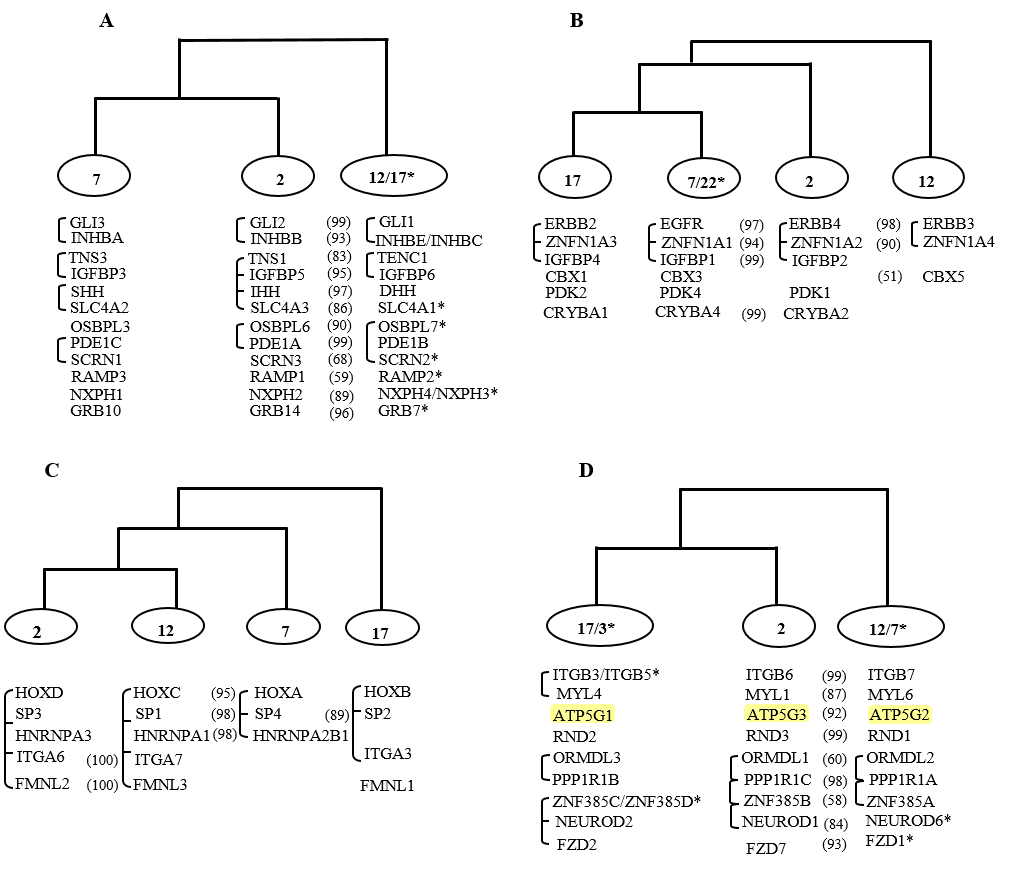 A
7 2 12/17*
GLI3 GLI2 (99) GLI1
INHBA INHBB (93) INHBE/INHBC
TNS3 TNS1 (83) TENC1
IGFBP3 IGFBP5 (95) IGFBP6
SHH IHH (97) DHH
SLC4A2 SLC4A3 (86) SLC4A1*
OSBPL3 OSBPL6 (90) OSBPL7*
PDE1C PDE1A (99) PDE1B
SCRN1 SCRN3 (68) SCRN2*
RAMP3 RAMP1 (59) RAMP2*
NXPH1 NXPH2 (89) NXPH4/NXPH3*
GRB10 GRB14 (96) GRB7*
B
17 7/22* 2 12
ERBB2 EGFR (97) ERBB4 (98) ERBB3
ZNFN1A3 ZNFN1A1 (94) ZNFN1A2 (90) ZNFN1A4
IGFBP4 IGFBP1 (99) IGFBP2
CBX1 CBX3 (51) CBX5
PDK2 PDK4 PDK1
CRYBA1 CRYBA4 (99) CRYBA2
C
2 12 7 17
HOXD HOXC (95) HOXA HOXB
SP3 SP1 (98) SP4 (89) SP2
HNRNPA3 HNRNPA1 (98) HNRNPA2B1
ITGA6 (100) ITGA7 ITGA3
FMNL2 (100) FMNL3 FMNL1
D
17/3* 2 12/7*
ITGB3/ITGB5* ITGB6 (99) ITGB7
MYL4 MYL1 (87) MYL6
ATP5G1 ATP5G3 (92) ATP5G2
RND2 RND3 (99) RND1
ORMDL3 ORMDL1 (60) ORMDL2
PPP1R1B PPP1R1C (98) PPP1R1A
ZNF385C/ZNF385D* ZNF385B (58) ZNF385A
NEUROD2 NEUROD1 (84) NEUROD6*
FZD2 FZD7 (93) FZD1*